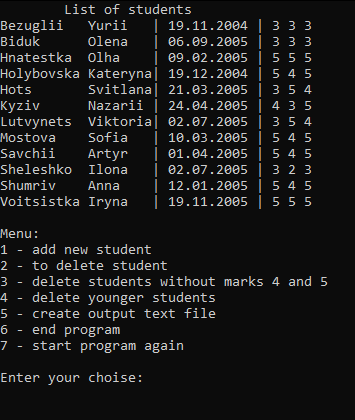 List of students
Bezuglii   Yurii   | 19.11.2004 | 3 3 3
Biduk      Olena   | 06.09.2005 | 3 3 3
Hnatestka  Olha    | 09.02.2005 | 5 5 5
Holybovska Kateryna| 19.12.2004 | 5 4 5
Hots       Svitlana| 21.03.2005 | 3 5 4
Kyziv      Nazarii | 24.04.2005 | 4 3 5
Lutvynets  Viktoria| 02.07.2005 | 3 5 4
Mostova    Sofia   | 10.03.2005 | 5 4 5
Savchii    Artyr   | 01.04.2005 | 5 4 5
Sheleshko  Ilona   | 02.07.2005 | 3 2 3
Shumriv    Anna    | 12.01.2005 | 5 4 5
Voitsistka Iryna   | 19.11.2005 | 5 5 5
Menu:
1 - add new student
2 - to delete student
3 - delete students without marks 4 and 5
4 - delete younger students
5 - create output text file
6 - end program
7 - start program again
Enter your choise: